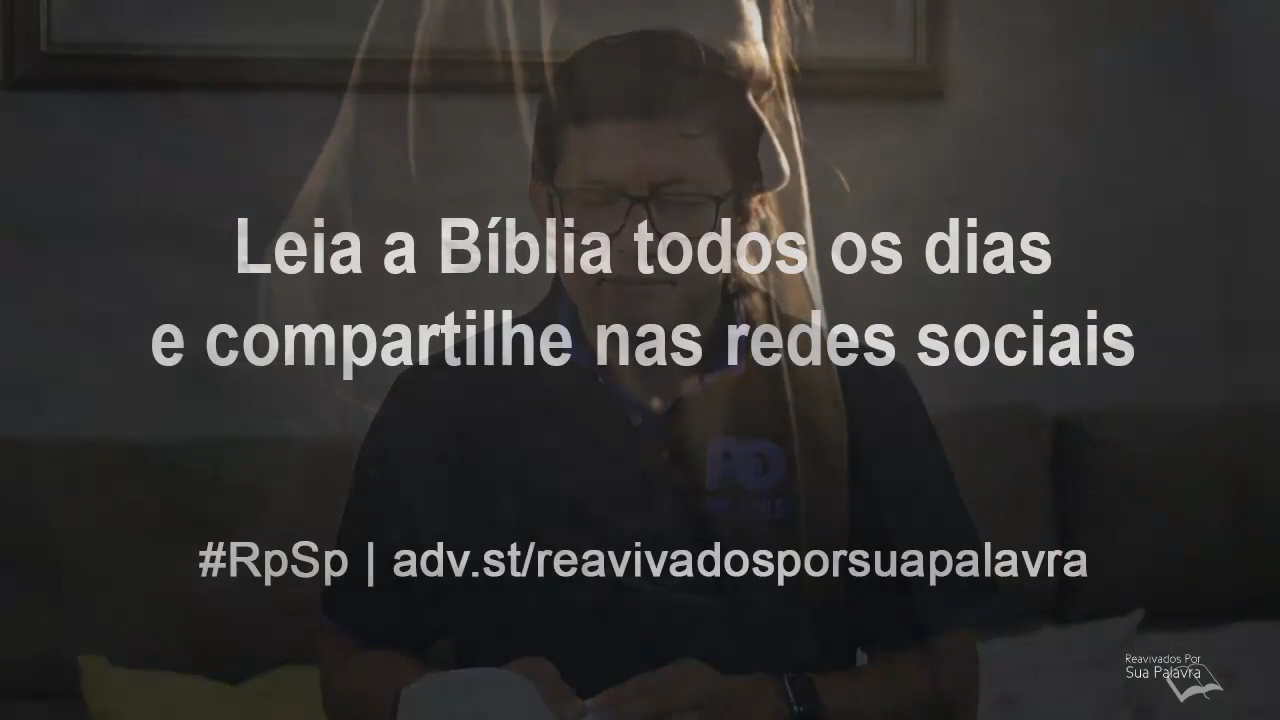 Leia a Bíblia todos os dias
e compartilhe nas redes sociais
#RpSp | adv.st/reavivadosporsuapalavra
Reavivados Por
Sua Palavra